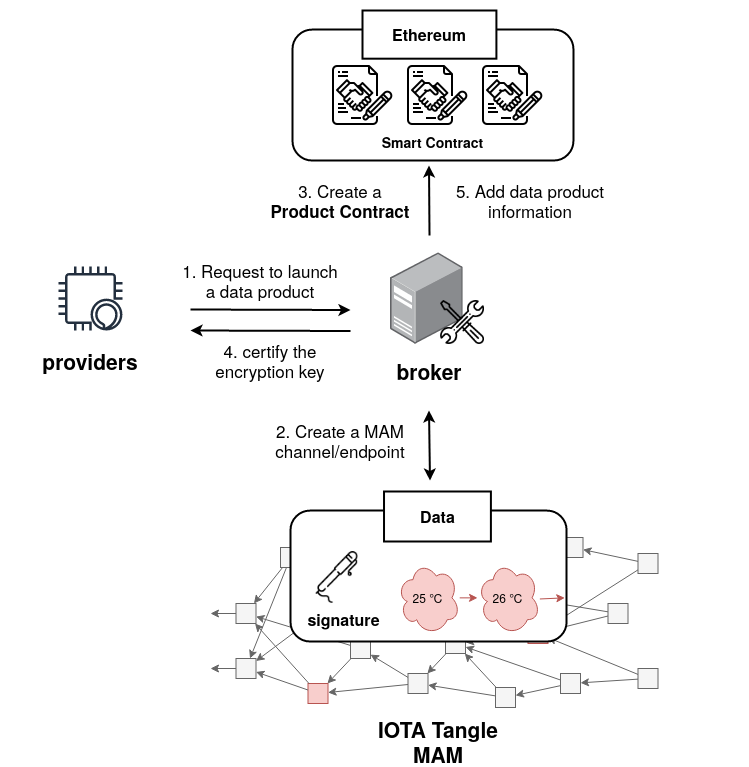 Ethereum
Smart Contract
3. Create a
Product Contract
5. Add data product
information
1. Request to launch
a data product
providers
4. certify the
encryption key
broker
2. Create a MAM
channel/endpoint
Data
signature
25 ℃
26 ℃
IOTA Tangle
MAM